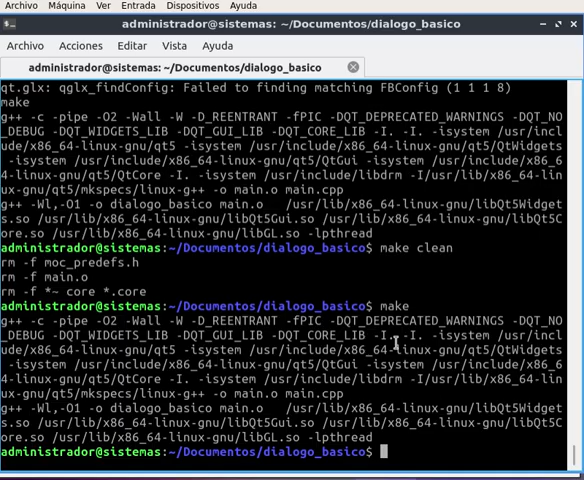 Archivo Máquina Ver Entrada Dispositivos Ayuda
administrador@sistemas: ~/Documentos/dialogo_basico
Archivo Acciones Editar Vista Ayuda
administrador@sistemas: ~/Documentos/dialogo_basico
qt.glx: qglx_findConfig: Failed to finding matching FBConfig (1 1 1 8)
make
g++ -c -pipe -O2 -Wall -W -D_REENTRANT -fPIC -DQT_DEPRECATED_WARNINGS -DQT_NO
_DEBUG -DQT_WIDGETS_LIB -DQT_GUI_LIB -DQT_CORE_LIB -I. -I. -isystem /usr/incl
ude/x86_64-linux-gnu/qt5 -isystem /usr/include/x86_64-linux-gnu/qt5/QtWidgets
-isystem /usr/include/x86_64-linux-gnu/qt5/QtGui -isystem /usr/include/x86_6
4-linux-gnu/qt5/QtCore -I. -isystem /usr/include/libdrm -I/usr/lib/x86_64-lin
ux-gnu/qt5/mkspecs/linux-g++ -o main.o main.cpp
g++ -Wl,-O1 -o dialogo_basico main.o /usr/lib/x86_64-linux-gnu/libQt5Widget
s.so /usr/lib/x86_64-linux-gnu/libQt5Gui.so /usr/lib/x86_64-linux-gnu/libQt5C
ore.so /usr/lib/x86_64-linux-gnu/libGL.so -lpthread
administrador@sistemas:~/Documentos/dialogo_basico$ make clean
rm -f moc_predefs.h
rm -f main.o
rm -f *~ core *.core
administrador@sistemas:~/Documentos/dialogo_basico$ make
g++ -c -pipe -O2 -Wall -W -D_REENTRANT -fPIC -DQT_DEPRECATED_WARNINGS -DQT_NO
_DEBUG -DQT_WIDGETS_LIB -DQT_GUI_LIB -DQT_CORE_LIB -I. -I. -isystem /usr/incl
ude/x86_64-linux-gnu/qt5 -isystem /usr/include/x86_64-linux-gnu/qt5/QtWidgets
-isystem /usr/include/x86_64-linux-gnu/qt5/QtGui -isystem /usr/include/x86_6
4-linux-gnu/qt5/QtCore -I. -isystem /usr/include/libdrm -I/usr/lib/x86_64-lin
ux-gnu/qt5/mkspecs/linux-g++ -o main.o main.cpp
g++ -Wl,-O1 -o dialogo_basico main.o /usr/lib/x86_64-linux-gnu/libQt5Widget
s.so /usr/lib/x86_64-linux-gnu/libQt5Gui.so /usr/lib/x86_64-linux-gnu/libQt5C
ore.so /usr/lib/x86_64-linux-gnu/libGL.so -lpthread
administrador@sistemas:~/Documentos/dialogo_basico$